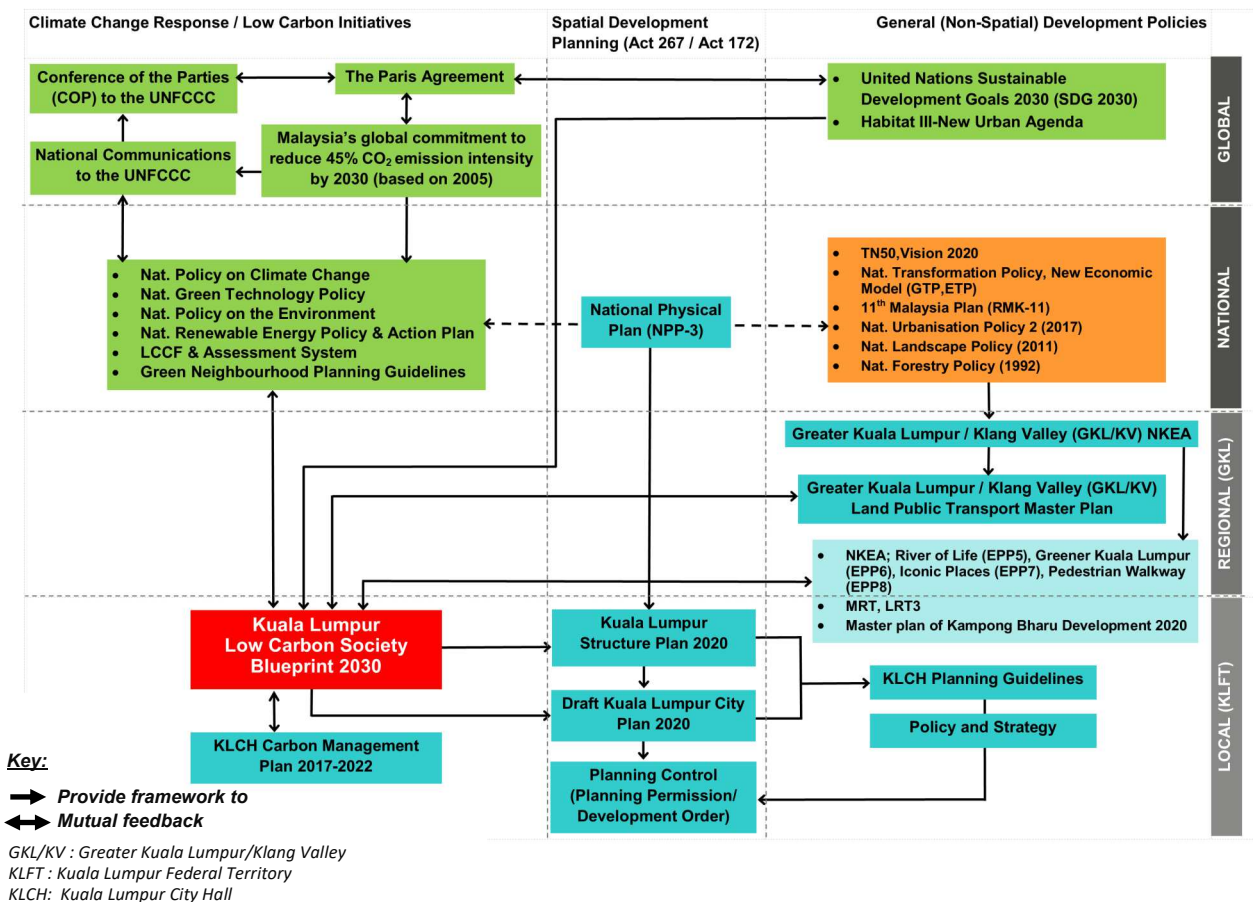 Climate Change Response / Low Carbon Initiatives
Spatial Development
Planning (Act 267 / Act 172)
General (Non-Spatial) Development Policies
Conference of the Parties
(COP) to the UNFCCC
The Paris Agreement
• United Nations Sustainable
Development Goals 2030 (SDG 2030)
• Habitat III-New Urban Agenda
National Communications
to the UNFCCC
Malaysia's global commitment to
reduce 45% CO₂ emission intensity
by 2030 (based on 2005)
GLOBAL
• Nat. Policy on Climate Change
• Nat. Green Technology Policy
• Nat. Policy on the Environment
• Nat. Renewable Energy Policy & Action Plan
• LCCF & Assessment System
• Green Neighbourhood Planning Guidelines
National Physical
Plan (NPP-3)
• TN50,Vision 2020
• Nat. Transformation Policy, New Economic
Model (GTP,ETP)
• 11th Malaysia Plan (RMK-11)
• Nat. Urbanisation Policy 2 (2017)
• Nat. Landscape Policy (2011)
• Nat. Forestry Policy (1992)
NATIONAL
Greater Kuala Lumpur / Klang Valley (GKL/KV) NKEA
Greater Kuala Lumpur / Klang Valley (GKL/KV)
Land Public Transport Master Plan
• NKEA; River of Life (EPP5), Greener Kuala Lumpur
(EPP6), Iconic Places (EPP7), Pedestrian Walkway
(EPP8)
• MRT, LRT3
• Master plan of Kampong Bharu Development 2020
REGIONAL (GKL)
Kuala Lumpur
Low Carbon Society
Blueprint 2030
Kuala Lumpur
Structure Plan 2020
KLCH Planning Guidelines
Draft Kuala Lumpur City
Plan 2020
Policy and Strategy
KLCH Carbon Management
Plan 2017-2022
Planning Control
(Planning Permission/
Development Order)
LOCAL (KLFT)
Key:
Provide framework to
Mutual feedback
GKL/KV : Greater Kuala Lumpur/Klang Valley
KLFT : Kuala Lumpur Federal Territory
KLCH: Kuala Lumpur City Hall